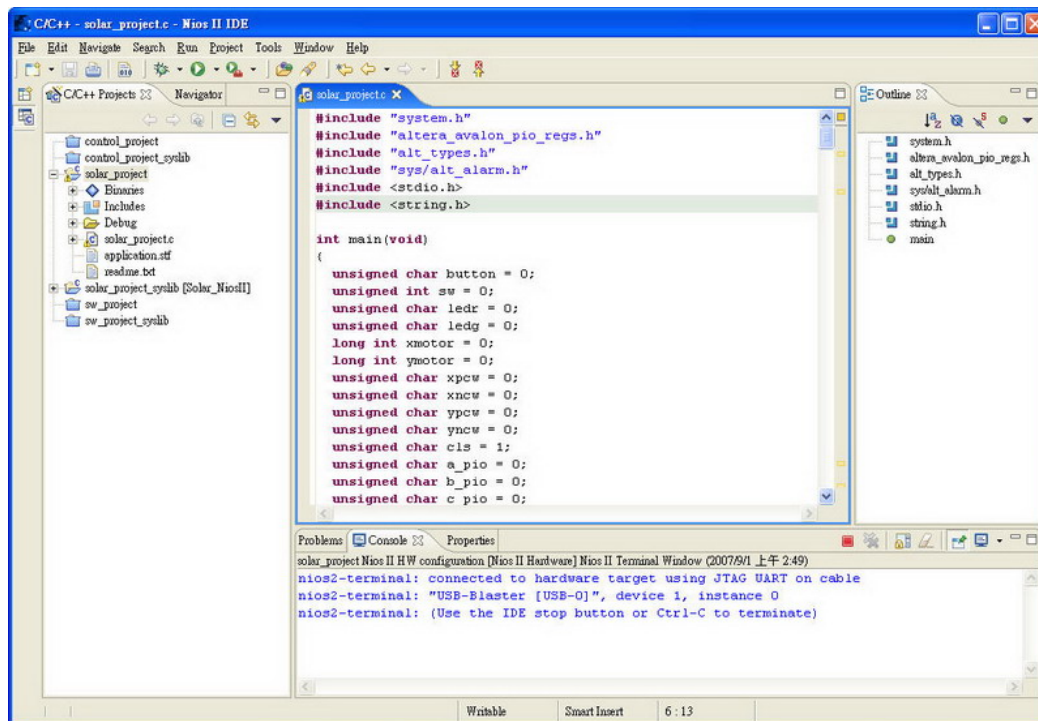 C/C++ - solar_project.c - Nios II IDE
File Edit Navigate Search Run Project Tools Window Help
C/C++ Projects Navigator
control_project
control_project_syslib
solar_project
Binaries
Includes
Debug
solar_project.c
application.stf
readme.txt
solar_project_syslib [Solar_NiosII]
sw_project
sw_project_syslib
solar_project.c
#include "system.h"
#include "altera_avalon_pio_regs.h"
#include "alt_types.h"
#include "sys/alt_alarm.h"
#include <stdio.h>
#include <string.h>
int main(void)
{
unsigned char button = 0;
unsigned int sw = 0;
unsigned char ledr = 0;
unsigned char ledg = 0;
long int xmotor = 0;
long int ymotor = 0;
unsigned char xpcw = 0;
unsigned char xncw = 0;
unsigned char ypcw = 0;
unsigned char yncw = 0;
unsigned char cls = 1;
unsigned char a_pio = 0;
unsigned char b_pio = 0;
unsigned char c_pio = 0;
Outline
system.h
altera_avalon_pio_regs.h
alt_types.h
sys/alt_alarm.h
stdio.h
string.h
main
Problems Console Properties
solar_project Nios II HW configuration [Nios II Hardware] Nios II Terminal Window (2007/9/1 上午 2:49)
nios2-terminal: connected to hardware target using JTAG UART on cable
nios2-terminal: "USB-Blaster [USB-0]", device 1, instance 0
nios2-terminal: (Use the IDE stop button or Ctrl-C to terminate)
Writable Smart Insert 6 : 13